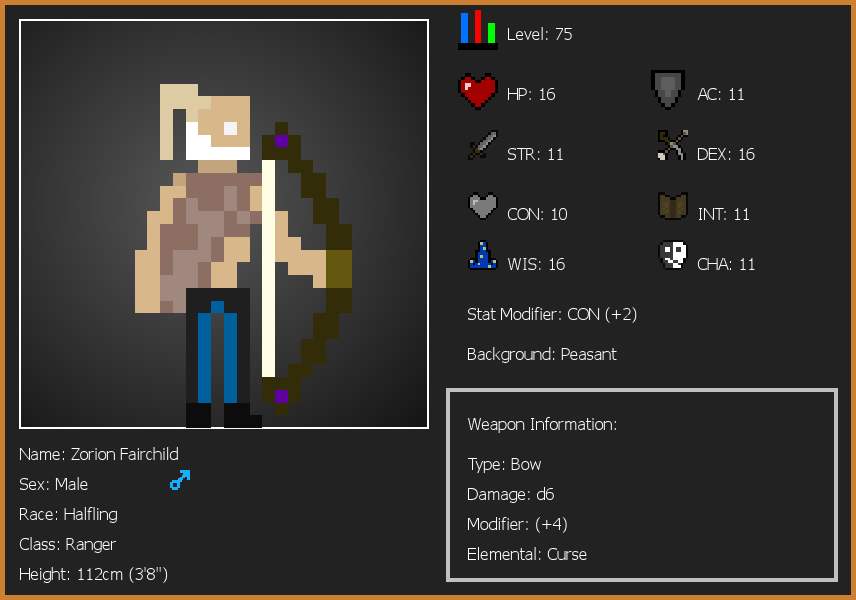 Level: 75
HP: 16
AC: 11
STR: 11
DEX: 16
CON: 10
INT: 11
WIS: 16
CHA: 11
Stat Modifier: CON (+2)
Background: Peasant
Weapon Information:
Type: Bow
Damage: d6
Modifier: (+4)
Elemental: Curse
Name: Zorion Fairchild
Sex: Male
Race: Halfling
Class: Ranger
Height: 112cm (3'8")